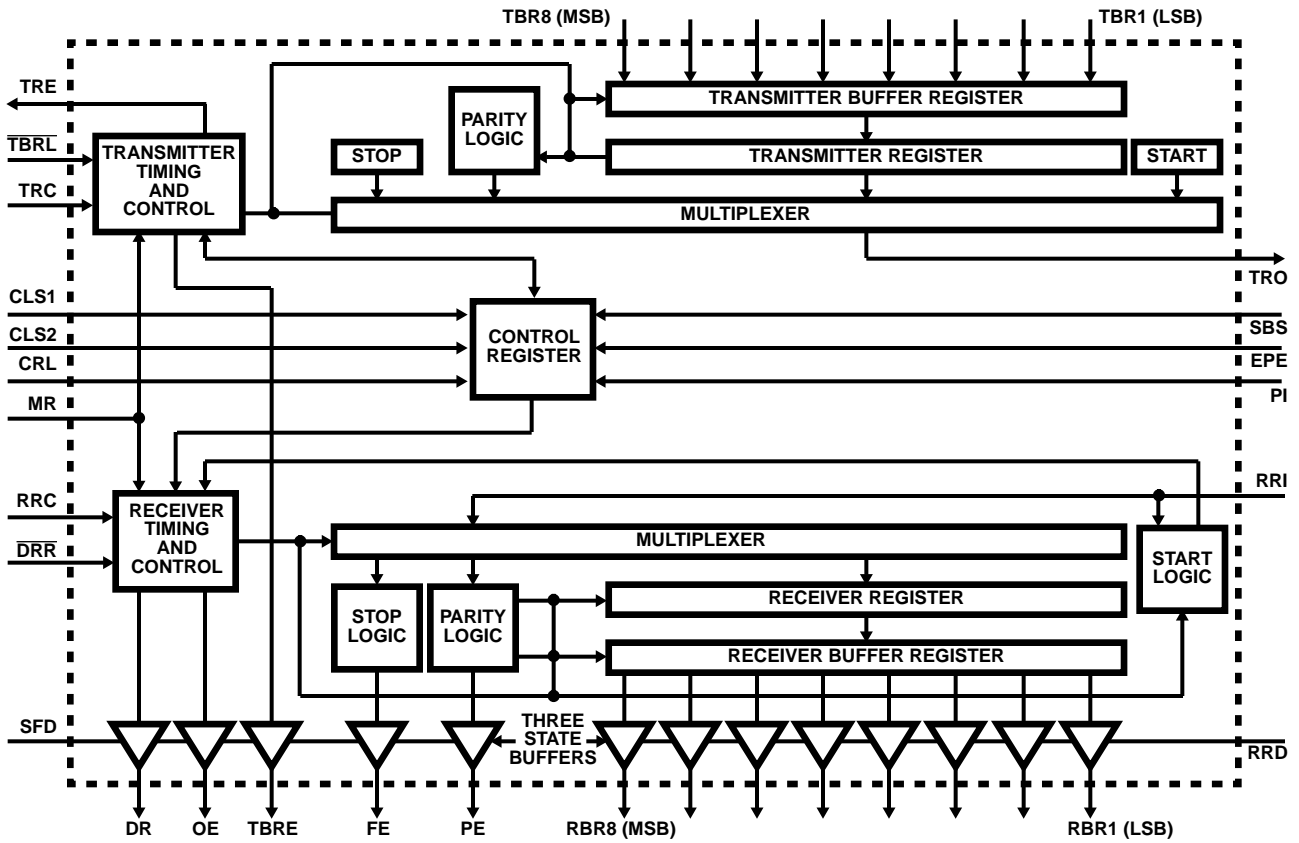 TBR8 (MSB)
TBR1 (LSB)
TRE
TRANSMITTER BUFFER REGISTER
PARITY
LOGIC
TBRL
TRANSMITTER
TIMING
AND
CONTROL
STOP
TRANSMITTER REGISTER
START
TRC
MULTIPLEXER
TRO
CLS1
SBS
CONTROL
REGISTER
CLS2
EPE
CRL
PI
MR
RRI
RRC
RECEIVER
TIMING
AND
CONTROL
MULTIPLEXER
START
LOGIC
DRR
STOP
LOGIC
PARITY
LOGIC
RECEIVER REGISTER
RECEIVER BUFFER REGISTER
SFD
THREE
STATE
BUFFERS
RRD
DR
OE
TBRE
FE
PE
RBR8 (MSB)
RBR1 (LSB)